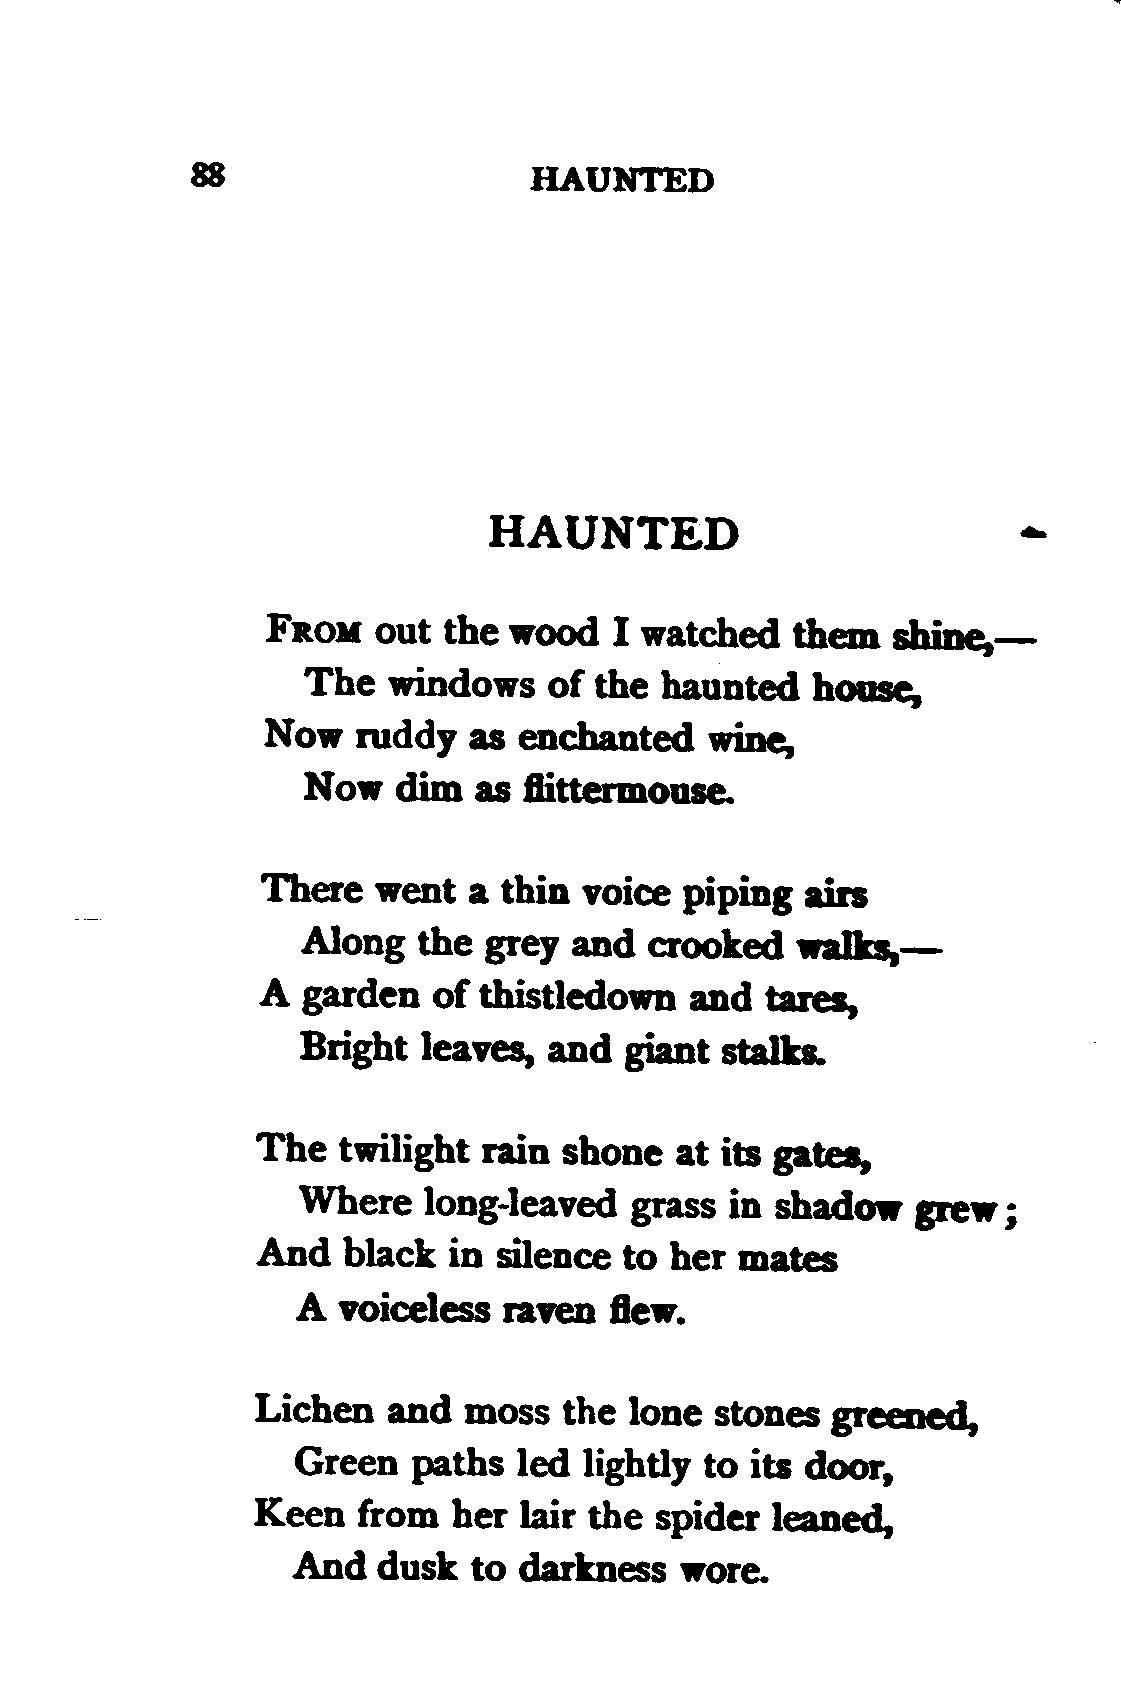 88 HAUNTED
HAUNTED
FROM out the wood I watched them shine,—
The windows of the haunted house,
Now ruddy as enchanted wine,
Now dim as flittermouse.
There went a thin voice piping airs
Along the grey and crooked walks,—
A garden of thistledown and tares,
Bright leaves, and giant stalks.
The twilight rain shone at its gates,
Where long-leaved grass in shadow grew;
And black in silence to her mates
A voiceless raven flew.
Lichen and moss the lone stones greened,
Green paths led lightly to its door,
Keen from her lair the spider leaned,
And dusk to darkness wore.